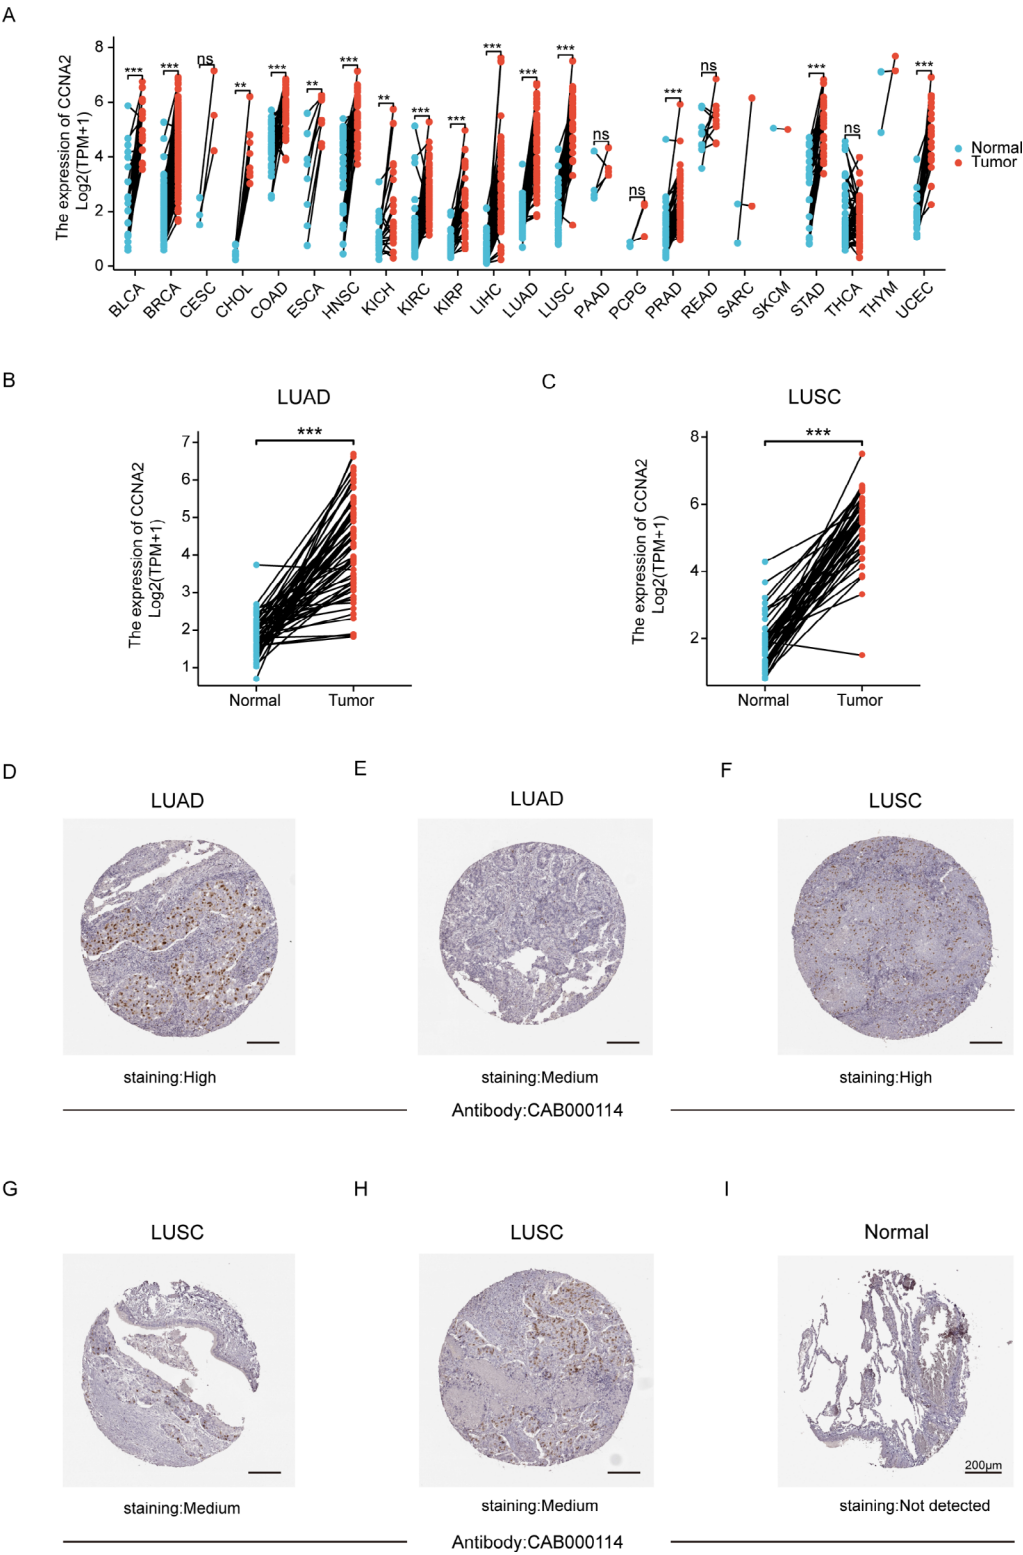 A
The expression of CCNA2
Log2(TPM+1)
8
6
4
2
0
*** *** ns ** *** ** *** ** *** *** *** *** *** ns ns *** ns *** ns ***
Normal
Tumor
BLCA BRCA CESC CHOL COAD ESCA HNSC KICH KIRC KIRP LIHC LUAD LUSC PAAD PCPG PRAD READ SARC SKCM STAD THCA THYM UCEC
B
LUAD
***
The expression of CCNA2
Log2(TPM+1)
7
6
5
4
3
2
1
Normal Tumor
C
LUSC
***
The expression of CCNA2
Log2(TPM+1)
8
6
4
2
Normal Tumor
D
LUAD
staining:High
E
LUAD
staining:Medium
F
LUSC
staining:High
Antibody:CAB000114
G
LUSC
staining:Medium
H
LUSC
staining:Medium
I
Normal
200μm
staining:Not detected
Antibody:CAB000114